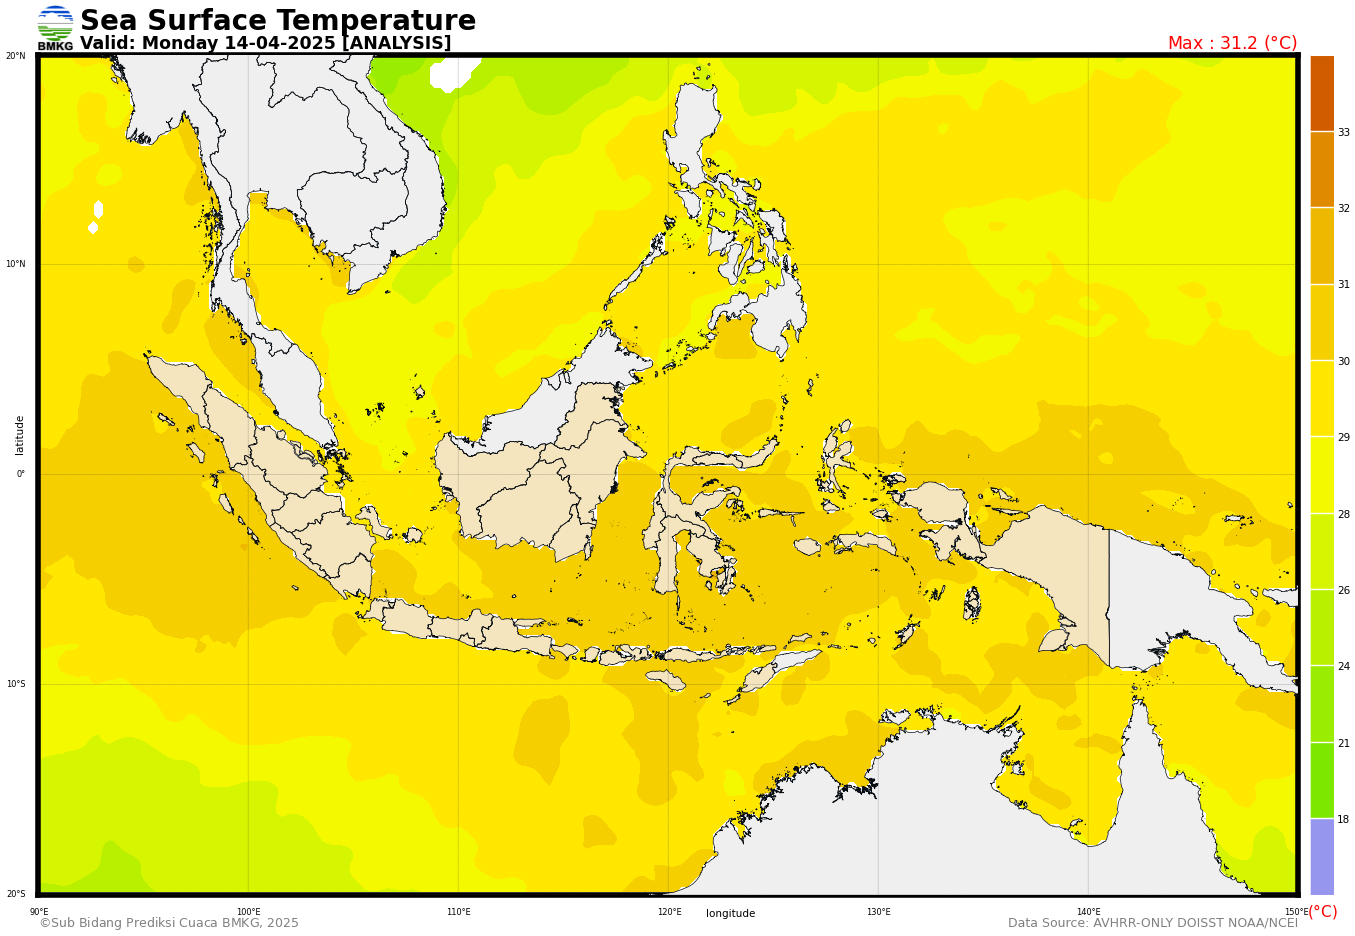 Sea Surface Temperature
BMKG
Valid: Monday 14-04-2025 [ANALYSIS]
Max : 31.2 (°C)
20°N
10°N
0°
10°S
20°S
latitude
33
32
31
30
29
28
26
24
21
18
90°E
100°E
110°E
120°E
130°E
140°E
150°E
longitude
(°C)
©Sub Bidang Prediksi Cuaca BMKG, 2025
Data Source: AVHRR-ONLY DOISST NOAA/NCEI